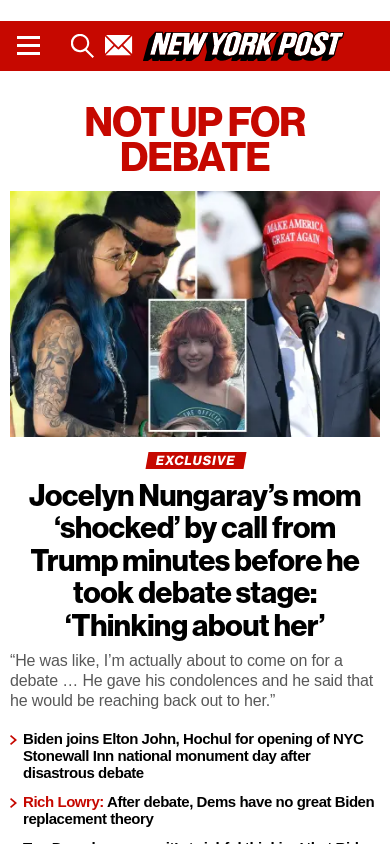 NEW YORK POST
NOT UP FOR
DEBATE
MAKE AMERICA
GREAT AGAIN
THE OFFICIAL
EXCLUSIVE
Jocelyn Nungaray’s mom
‘shocked’ by call from
Trump minutes before he
took debate stage:
‘Thinking about her’
“He was like, I’m actually about to come on for a
debate … He gave his condolences and he said that
he would be reaching back out to her.”
Biden joins Elton John, Hochul for opening of NYC
Stonewall Inn national monument day after
disastrous debate
Rich Lowry: After debate, Dems have no great Biden
replacement theory